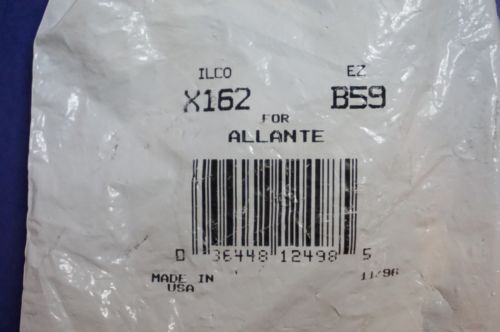 ILCO EZ
X162 B59
FOR
ALLANTE
0 36448 12498 5
MADE IN 11/96
USA